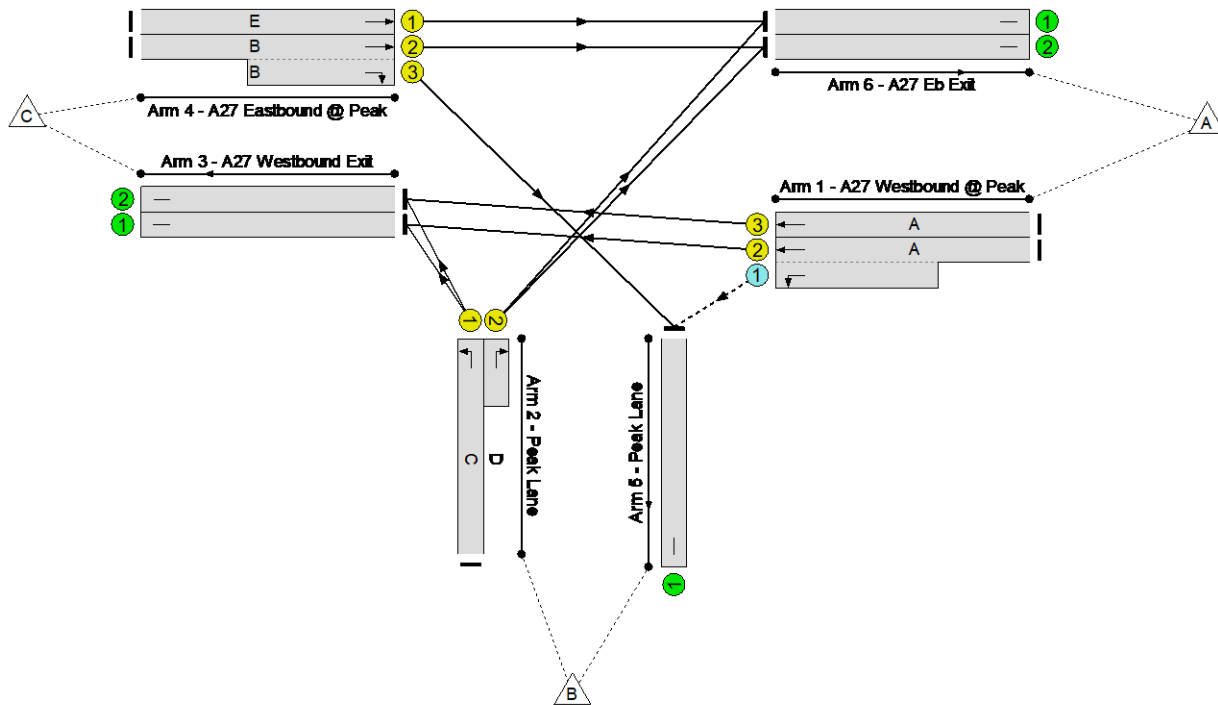 E
1
B
2
B
3
Arm 4 - A27 Eastbound @ Peak
C
1
2
Arm 6 - A27 Eb Exit
A
Arm 3 - A27 Westbound Exit
2
1
Arm 1 - A27 Westbound @ Peak
3
A
2
A
1
1
2
Arm 2 - Peak Lane
C
D
Arm 5 - Peak Lane
1
B